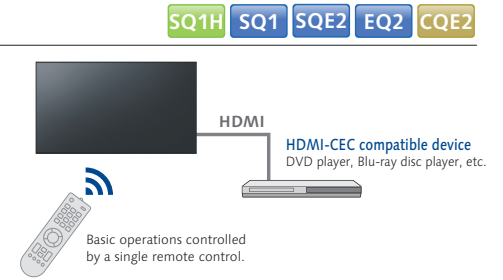 SQ1H SQ1 SQE2 EQ2 CQE2
HDMI
HDMI-CEC compatible device
DVD player, Blu-ray disc player, etc.
Basic operations controlled
by a single remote control.